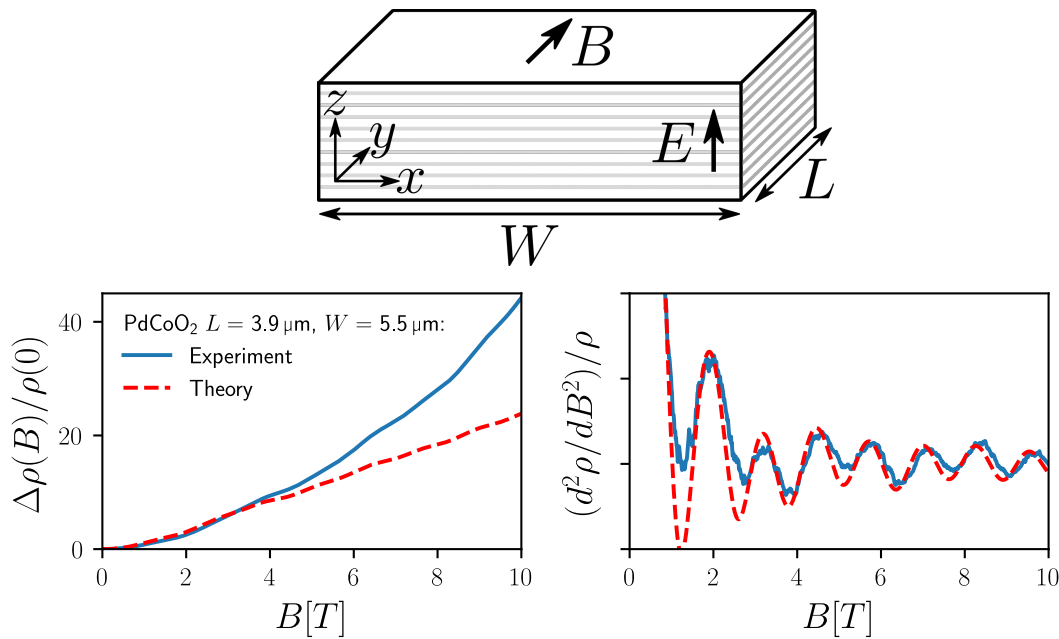 B
z
y
x
E
L
W
PdCoO₂ L = 3.9 μm, W = 5.5 μm:
Experiment
Theory
Δρ(B)/ρ(0)
40
20
0
0 2 4 6 8 10
B[T]
(d²ρ/dB²)/ρ
0 2 4 6 8 10
B[T]